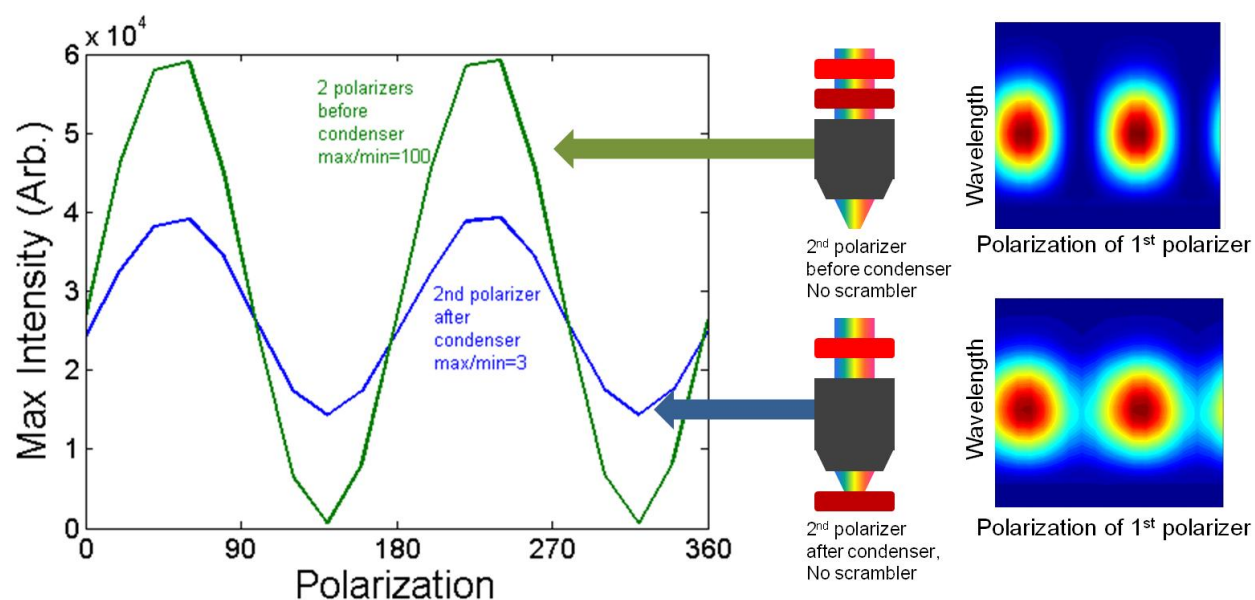 x 10⁴
6
5
4
3
2
1
0
Max Intensity (Arb.)
0
90
180
270
360
Polarization
2 polarizers
before
condenser
max/min=100
2nd polarizer
after
condenser
max/min=3
2ⁿᵈ polarizer
before condenser
No scrambler
2ⁿᵈ polarizer
after condenser,
No scrambler
Wavelength
Polarization of 1ˢᵗ polarizer
Wavelength
Polarization of 1ˢᵗ polarizer